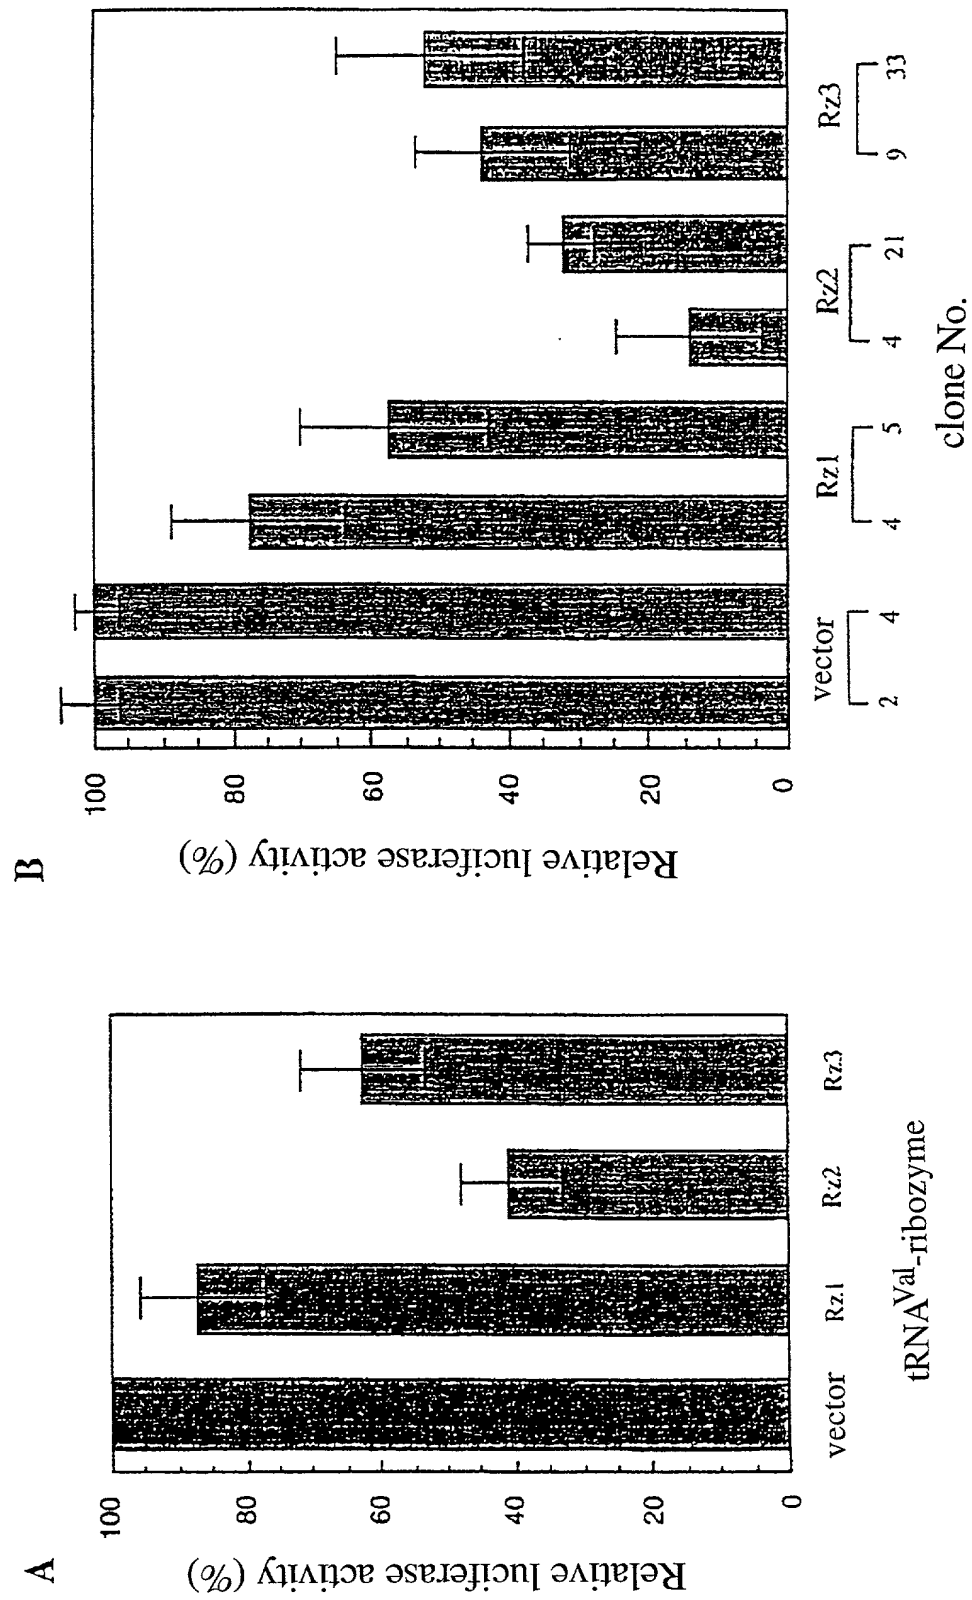 A
Relative luciferase activity (%)
100
80
60
40
20
0
vector
Rz1
Rz2
Rz3
tRNAVal-ribozyme
B
Relative luciferase activity (%)
100
80
60
40
20
0
vector
Rz1
Rz2
Rz3
2
4
4
5
4
21
9
33
clone No.